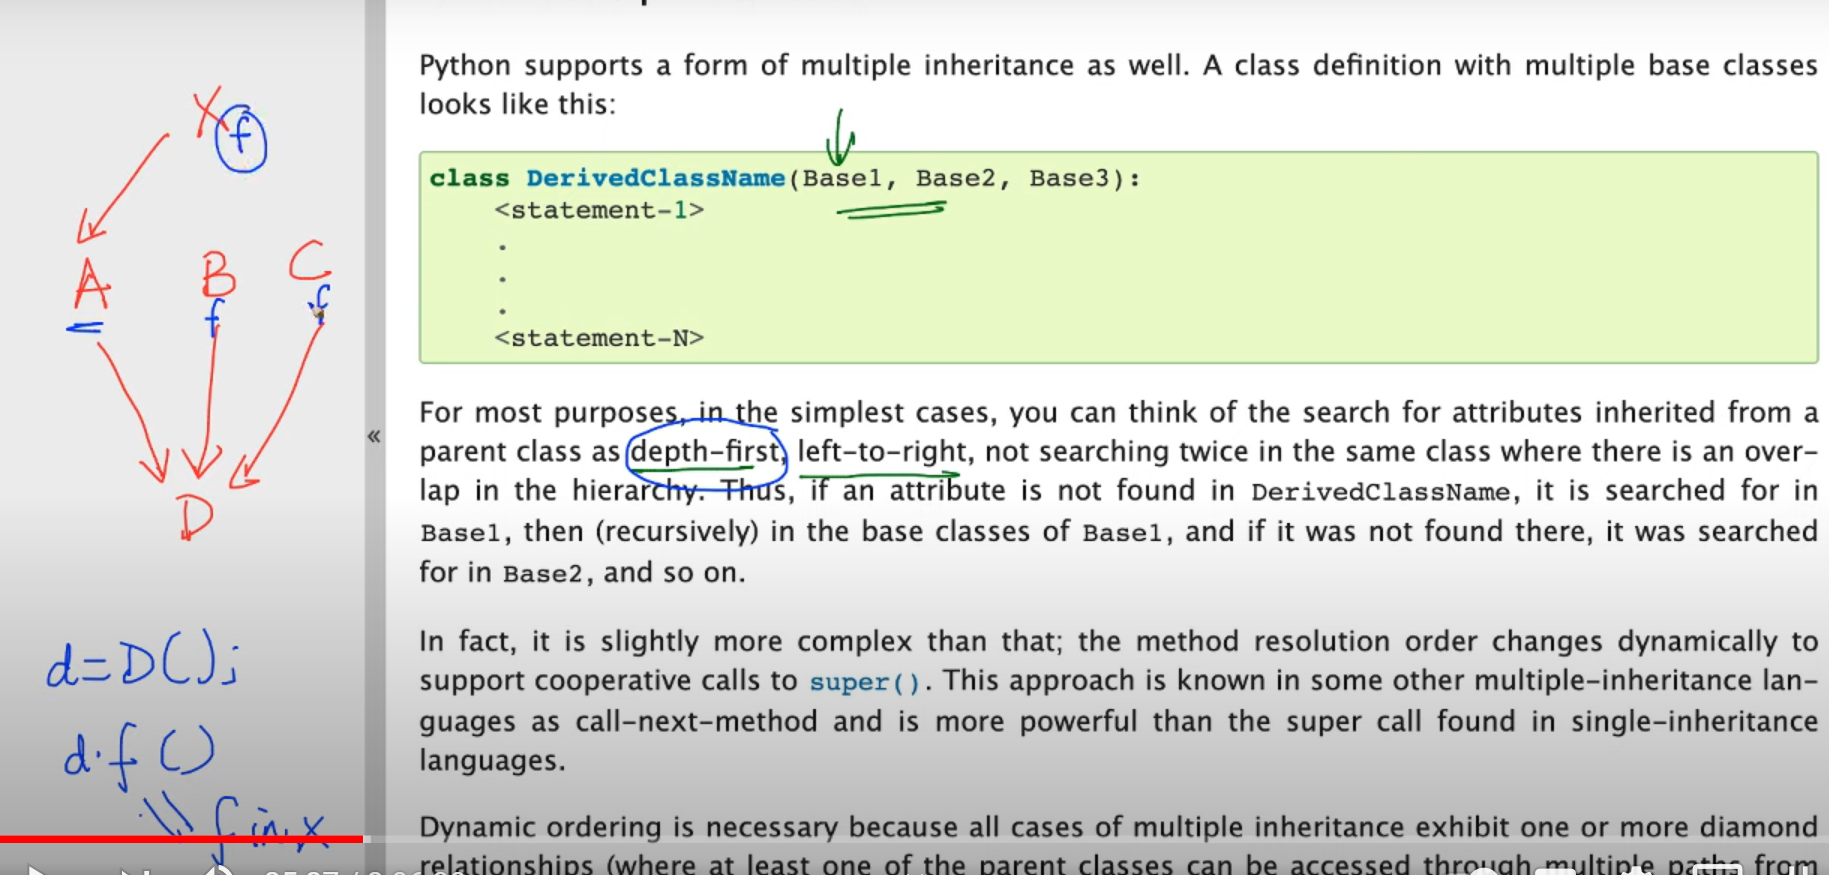 Python supports a form of multiple inheritance as well. A class definition with multiple base classes
looks like this:
class DerivedClassName(Base1, Base2, Base3):
<statement-1>
.
.
.
<statement-N>
For most purposes, in the simplest cases, you can think of the search for attributes inherited from a
parent class as depth-first, left-to-right, not searching twice in the same class where there is an over-
lap in the hierarchy. Thus, if an attribute is not found in DerivedClassName, it is searched for in
Base1, then (recursively) in the base classes of Base1, and if it was not found there, it was searched
for in Base2, and so on.
In fact, it is slightly more complex than that; the method resolution order changes dynamically to
support cooperative calls to super(). This approach is known in some other multiple-inheritance lan-
guages as call-next-method and is more powerful than the super call found in single-inheritance
languages.
Dynamic ordering is necessary because all cases of multiple inheritance exhibit one or more diamond
relationships (where at least one of the parent classes can be accessed through multiple paths from
«
X f
A B C
f f
D
d=D();
d.f()
\\ f in x